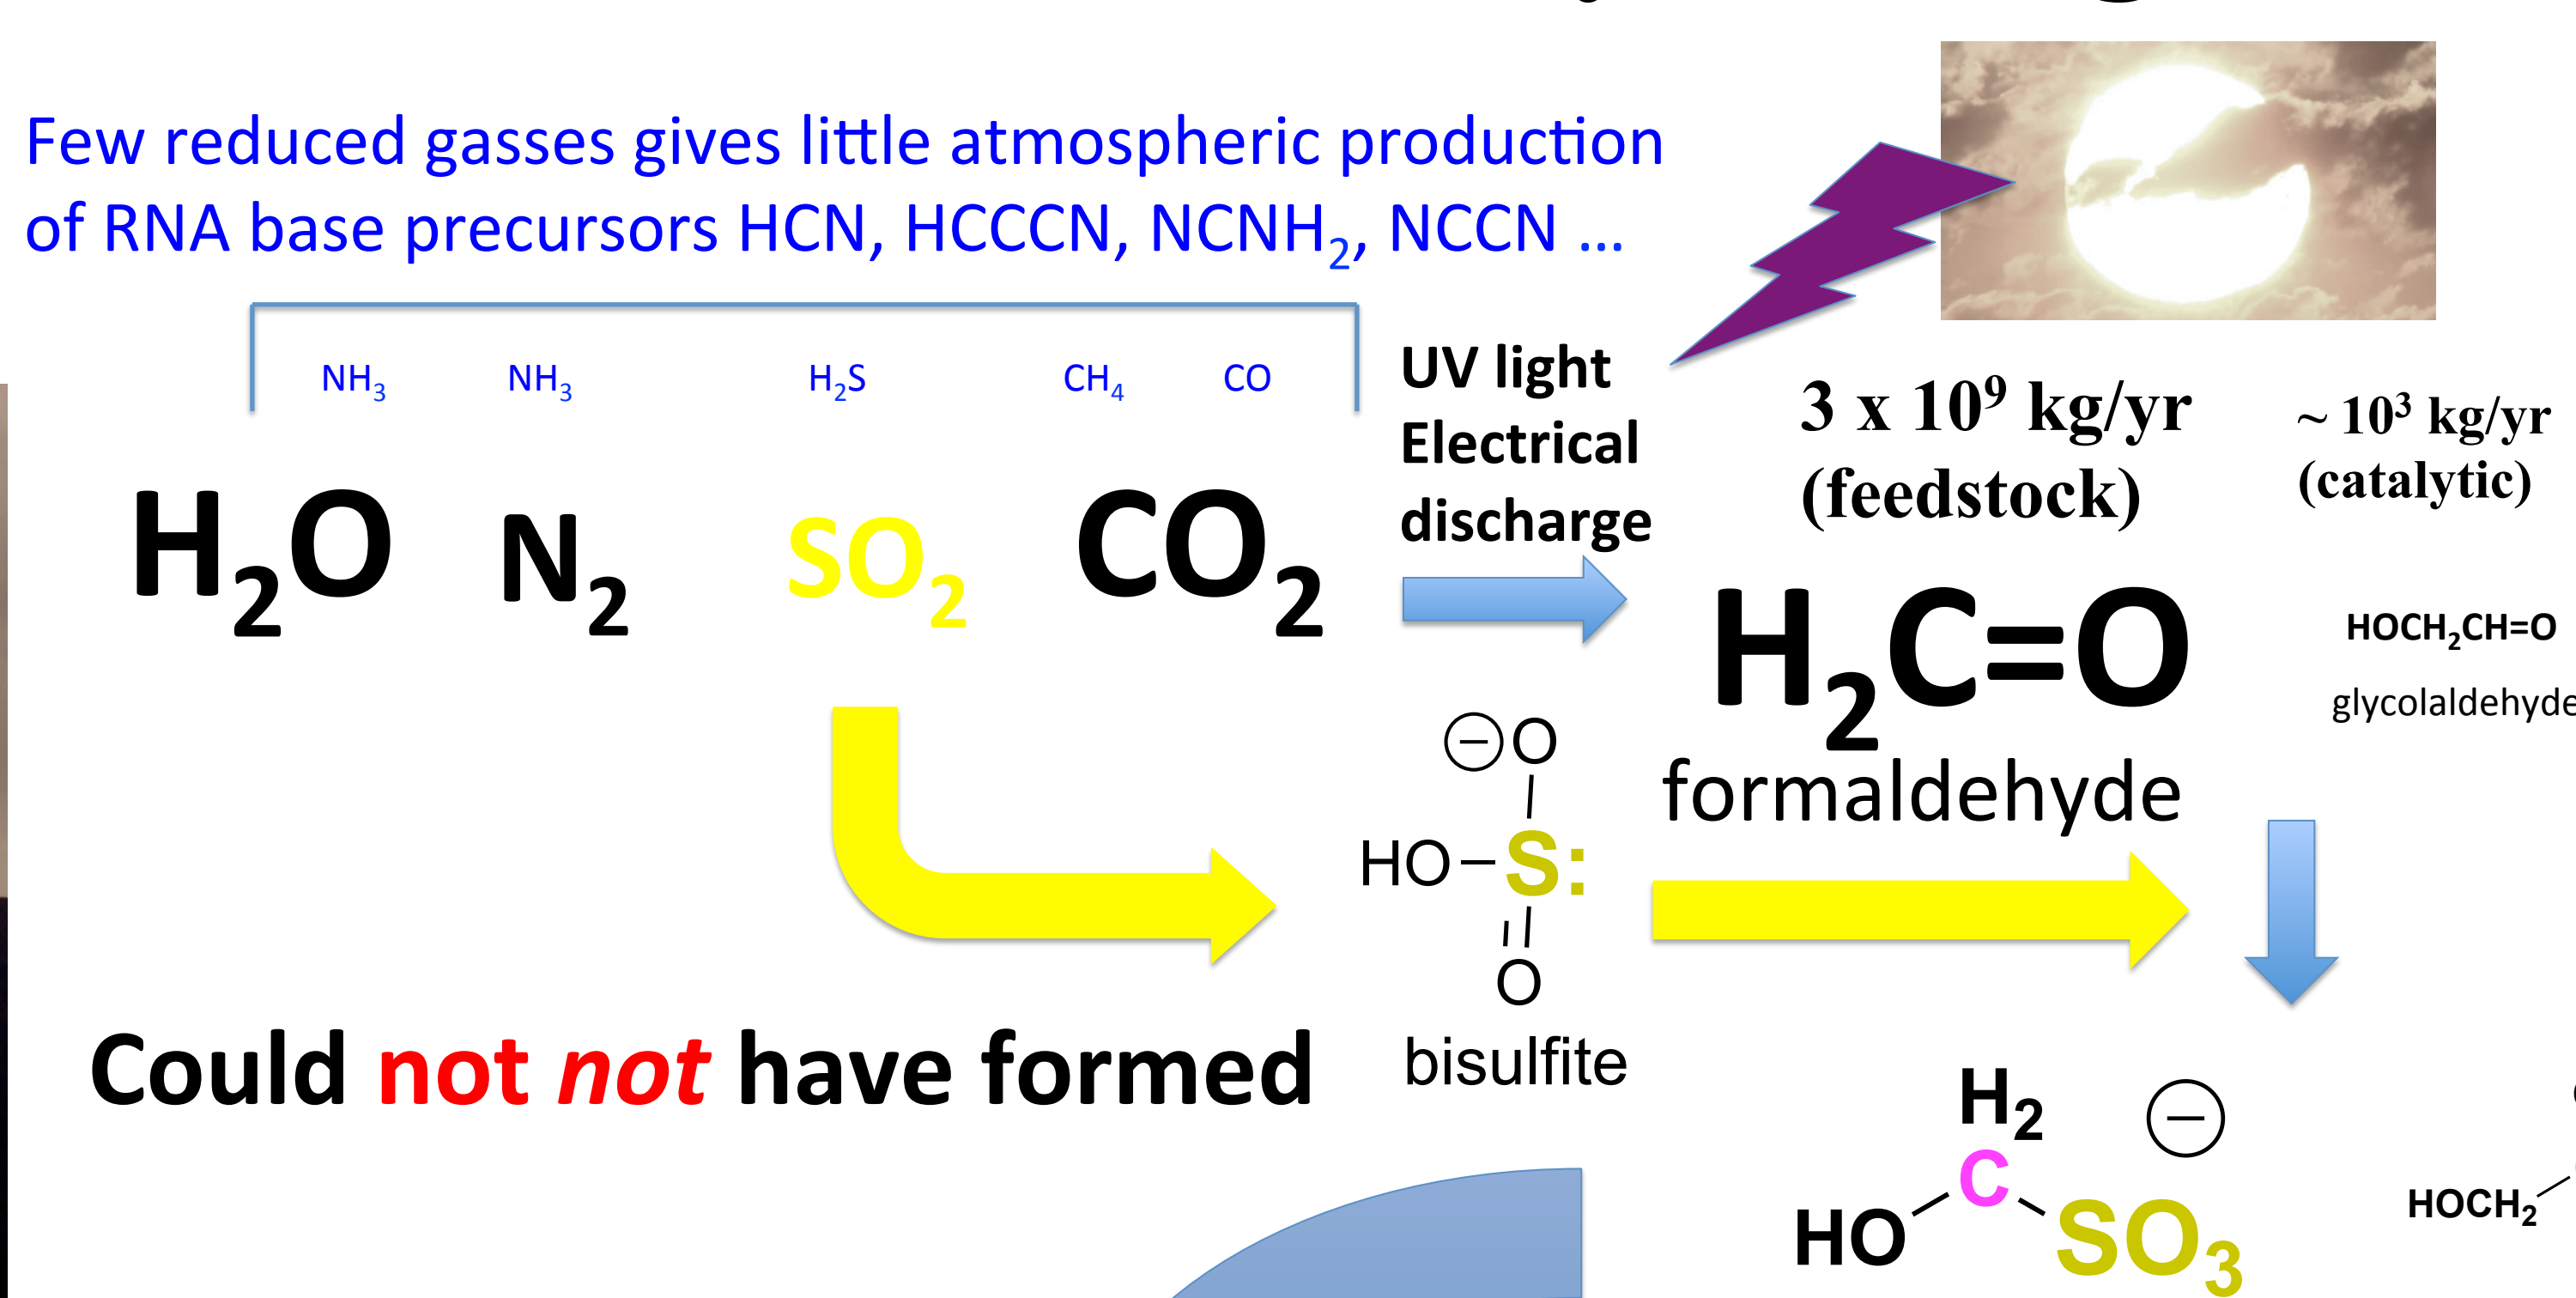 Few reduced gasses gives little atmospheric production
of RNA base precursors HCN, HCCCN, NCNH₂, NCCN ...
NH₃ NH₃ H₂S CH₄ CO
UV light
Electrical
discharge
3 x 10⁹ kg/yr
(feedstock)
~ 10³ kg/yr
(catalytic)
H₂O N₂ SO₂ CO₂
H₂C=O
formaldehyde
HOCH₂CH=O
glycolaldehyde
⊖O
HO–S:
O
bisulfite
Could not not have formed
H₂ ⊖
C
HO SO₃
HOCH₂